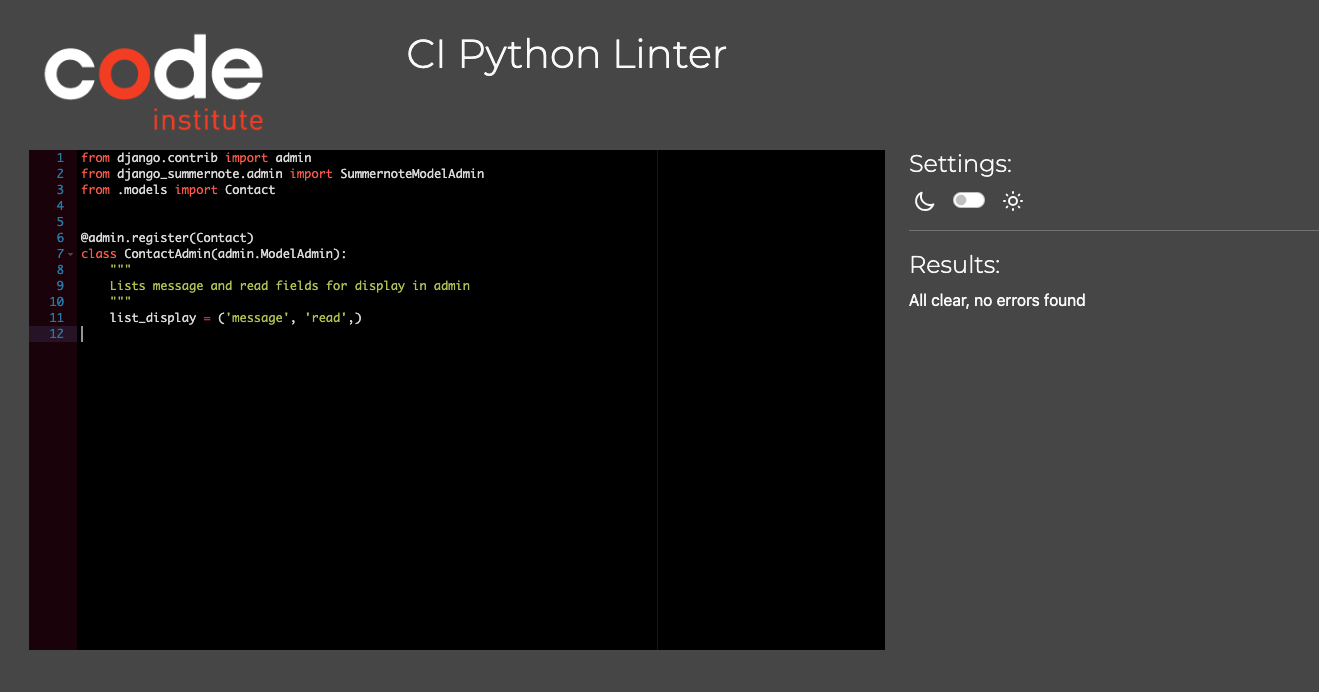 code
institute
CI Python Linter
1 from django.contrib import admin
2 from django_summernote.admin import SummernoteModelAdmin
3 from .models import Contact
4
5
6 @admin.register(Contact)
7 class ContactAdmin(admin.ModelAdmin):
8     """
9     Lists message and read fields for display in admin
10     """
11     list_display = ('message', 'read',)
12
Settings:
Results:
All clear, no errors found